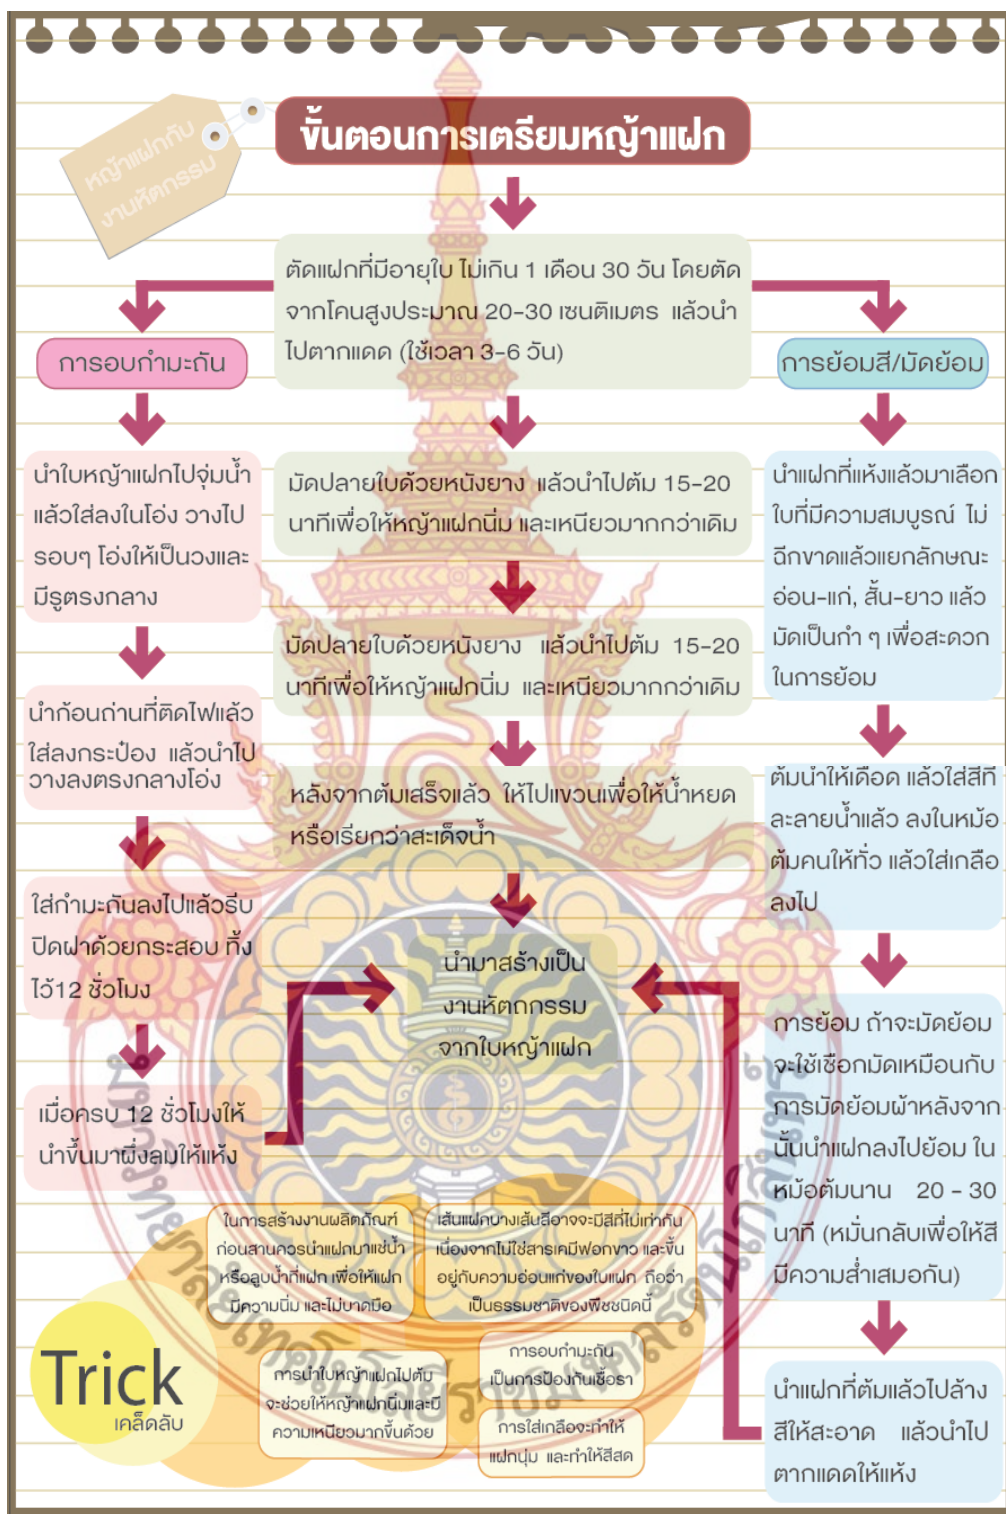 หญ้าแฝกกับ
งานหัตกรรม
ขั้นตอนการเตรียมหญ้าแฝก
ตัดแฝกที่มีอายุใบ ไม่เกิน 1 เดือน 30 วัน โดยตัด
จากโคนสูงประมาณ 20-30 เซนติเมตร แล้วนำ
ไปตากแดด (ใช้เวลา 3-6 วัน)
การอบกำมะถัน
นำใบหญ้าแฝกไปจุ่มน้ำ
แล้วใส่ลงในโอ่ง วางไป
รอบๆ โอ่งให้เป็นวงและ
มีรูตรงกลาง
นำก้อนถ่านที่ติดไฟแล้ว
ใส่ลงกระป๋อง แล้วนำไป
วางลงตรงกลางโอ่ง
ใส่กำมะถันลงไปแล้วรีบ
ปิดฝาด้วยกระสอบ ทิ้ง
ไว้12 ชั่วโมง
เมื่อครบ 12 ชั่วโมงให้
นำขึ้นมาผึ่งลมให้แห้ง
มัดปลายใบด้วยหนังยาง แล้วนำไปต้ม 15-20
นาทีเพื่อให้หญ้าแฝกนิ่ม และเหนียวมากกว่าเดิม
มัดปลายใบด้วยหนังยาง แล้วนำไปต้ม 15-20
นาทีเพื่อให้หญ้าแฝกนิ่ม และเหนียวมากกว่าเดิม
หลังจากต้มเสร็จแล้ว ให้ไปแขวนเพื่อให้น้ำหยด
หรือเรียกว่าสะเด็จน้ำ
นำมาสร้างเป็น
งานหัตถกรรม
จากใบหญ้าแฝก
การย้อมสี/มัดย้อม
นำแฝกที่แห้งแล้วมาเลือก
ใบที่มีความสมบูรณ์ ไม่
ฉีกขาดแล้วแยกลักษณะ
อ่อน-แก่, สั้น-ยาว แล้ว
มัดเป็นกำ ๆ เพื่อสะดวก
ในการย้อม
ต้มนำให้เดือด แล้วใส่สีที่
ละลายน้ำแล้ว ลงในหม้อ
ต้มคนให้ทั่ว แล้วใส่เกลือ
ลงไป
การย้อม ถ้าจะมัดย้อม
จะใช้เชือกมัดเหมือนกับ
การมัดย้อมผ้าหลังจาก
นั้นนำแฝกลงไปย้อม ใน
หม้อต้มนาน 20 - 30
นาที (หมั่นกลับเพื่อให้สี
มีความสม่ำเสมอกัน)
นำแฝกที่ต้มแล้วไปล้าง
สีให้สะอาด แล้วนำไป
ตากแดดให้แห้ง
Trick
เคล็ดลับ
ในการสร้างงานผลิตภัณฑ์
ก่อนสานควรนำแฝกมาแช่น้ำ
หรือลูบน้ำที่แฝก เพื่อให้แฝก
มีความนิ่ม และไม่บาดมือ
เส้นแฝกบางเส้นสีอาจจะมีสีที่ไม่เท่ากัน
เนื่องจากไม่ใช่สารเคมีฟอกขาว และขึ้น
อยู่กับความอ่อนแก่ของใบแฝก ถือว่า
เป็นธรรมชาติของพืชชนิดนี้
การนำใบหญ้าแฝกไปต้ม
จะช่วยให้หญ้าแฝกนิ่มและมี
ความเหนียวมากขึ้นด้วย
การอบกำมะถัน
เป็นการป้องกันเชื้อรา
การใส่เกลือจะทำให้
แฝกนุ่ม และทำให้สีสด
มหาวิทยาลัยเทคโนโลยีราชมงคลรัตนโกสินทร์